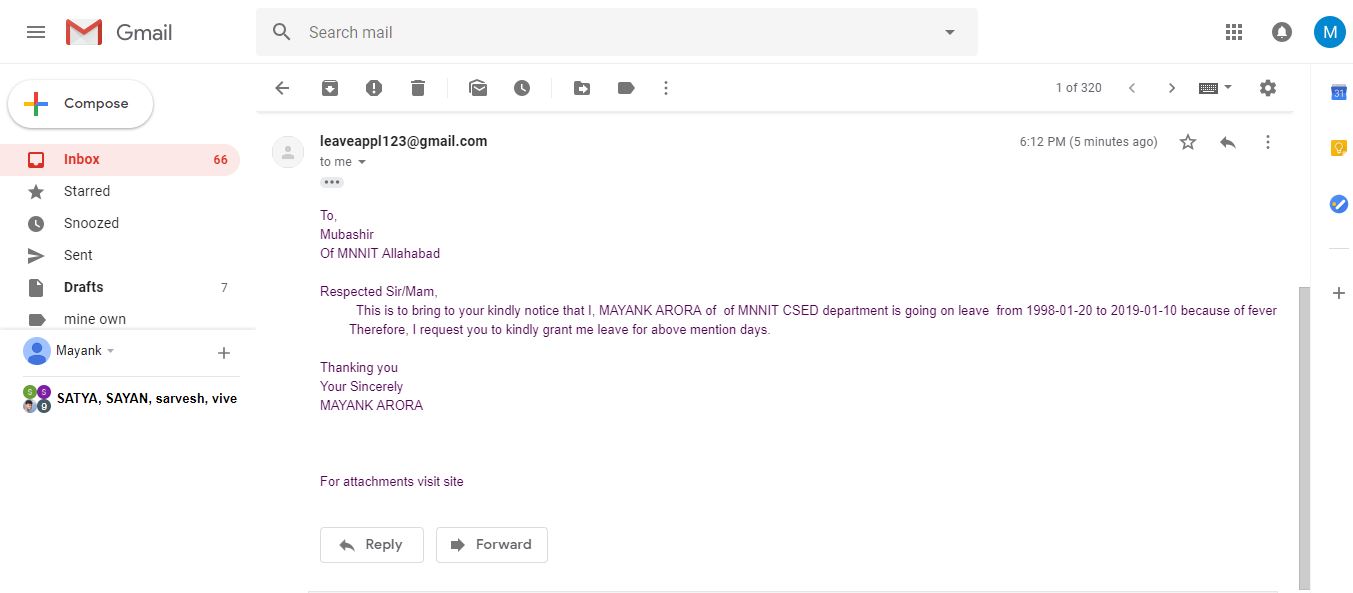 Gmail
Search mail
M
Compose
1 of 320
31
Inbox 66
Starred
Snoozed
Sent
Drafts 7
mine own
Mayank
S S 9
SATYA, SAYAN, sarvesh, vive
leaveappl123@gmail.com
6:12 PM (5 minutes ago)
to me
To,
Mubashir
Of MNNIT Allahabad
Respected Sir/Mam,
This is to bring to your kindly notice that I, MAYANK ARORA of  of MNNIT CSED department is going on leave  from 1998-01-20 to 2019-01-10 because of fever
Therefore, I request you to kindly grant me leave for above mention days.
Thanking you
Your Sincerely
MAYANK ARORA
For attachments visit site
Reply
Forward